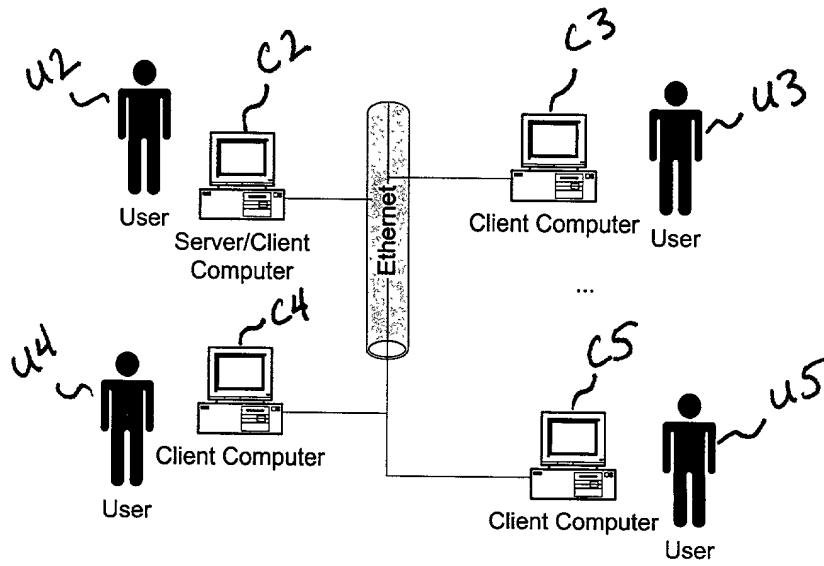 C2
C3
U2
U3
User
Server/Client
Computer
Ethernet
Client Computer
User
...
C4
C5
U4
U5
Client Computer
User
Client Computer
User